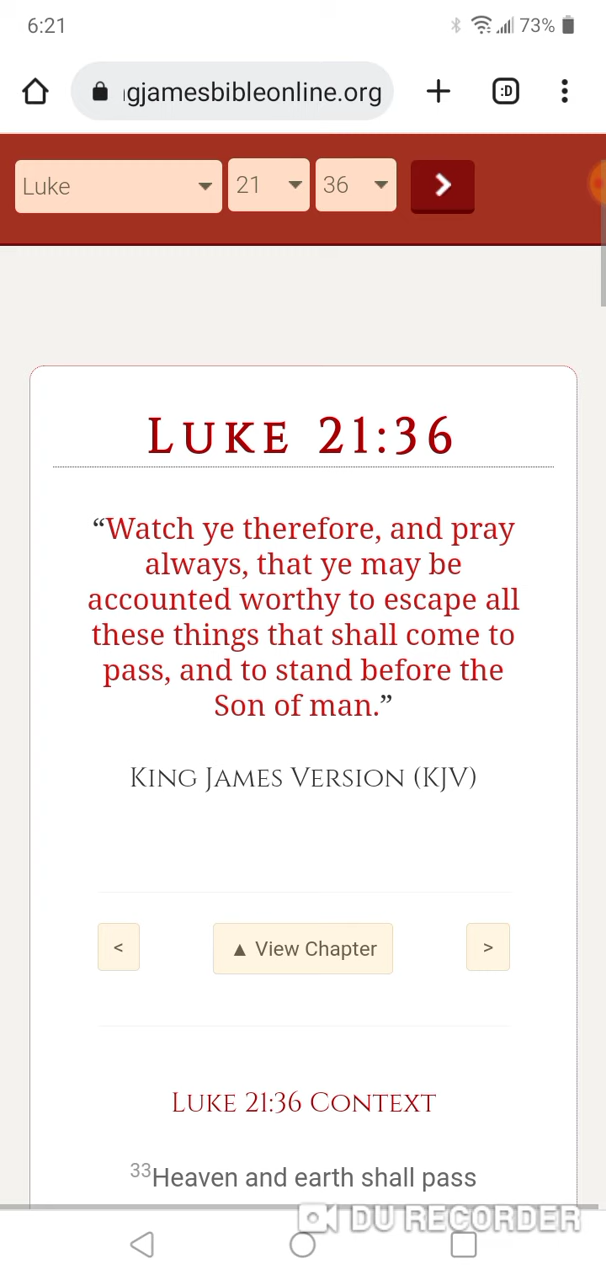 6:21
73%
gjamesbibleonline.org
:D
Luke
21
36
LUKE 21:36
“Watch ye therefore, and pray
always, that ye may be
accounted worthy to escape all
these things that shall come to
pass, and to stand before the
Son of man.”
KING JAMES VERSION (KJV)
<
▲ View Chapter
>
LUKE 21:36 CONTEXT
33Heaven and earth shall pass
DU RECORDER